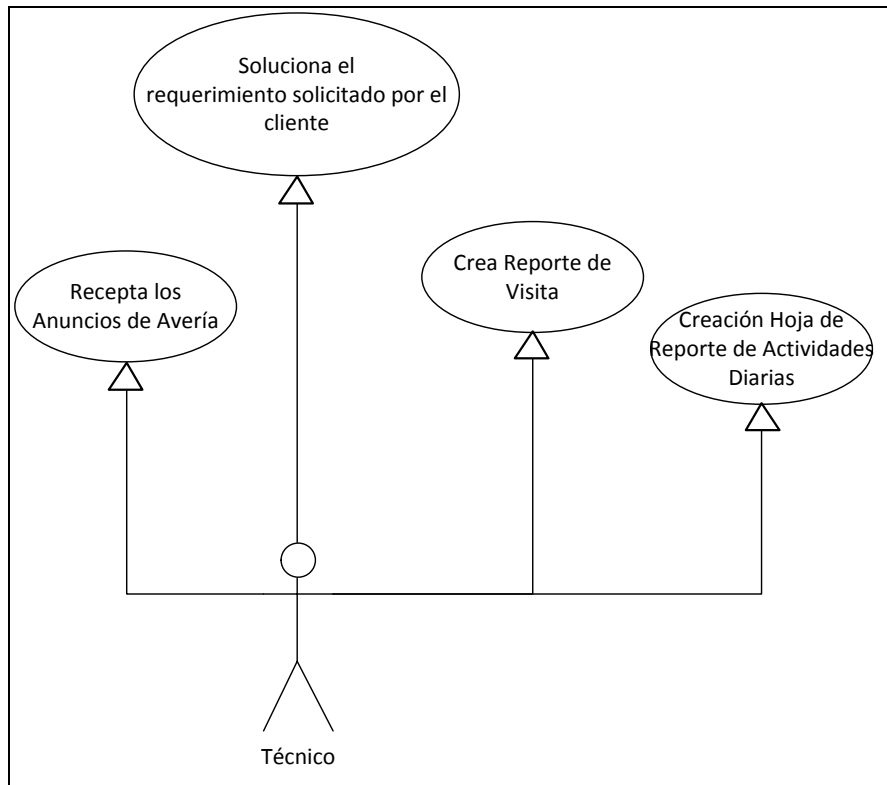 Soluciona el
requerimiento solicitado por el
cliente
Recepta los
Anuncios de Avería
Crea Reporte de
Visita
Creación Hoja de
Reporte de Actividades
Diarias
Técnico